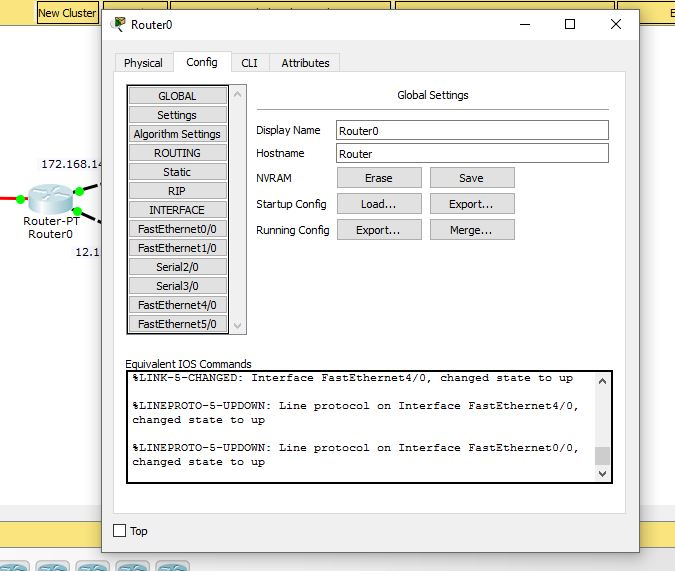 New Cluster
Router0
Physical
Config
CLI
Attributes
GLOBAL
Settings
Algorithm Settings
ROUTING
Static
RIP
INTERFACE
FastEthernet0/0
FastEthernet1/0
Serial2/0
Serial3/0
FastEthernet4/0
FastEthernet5/0
Global Settings
Display Name Router0
Hostname Router
NVRAM Erase Save
Startup Config Load... Export...
Running Config Export... Merge...
Equivalent IOS Commands
%LINK-5-CHANGED: Interface FastEthernet4/0, changed state to up
%LINEPROTO-5-UPDOWN: Line protocol on Interface FastEthernet4/0,
changed state to up
%LINEPROTO-5-UPDOWN: Line protocol on Interface FastEthernet0/0,
changed state to up
Top
172.168.14
Router-PT
Router0
12.1